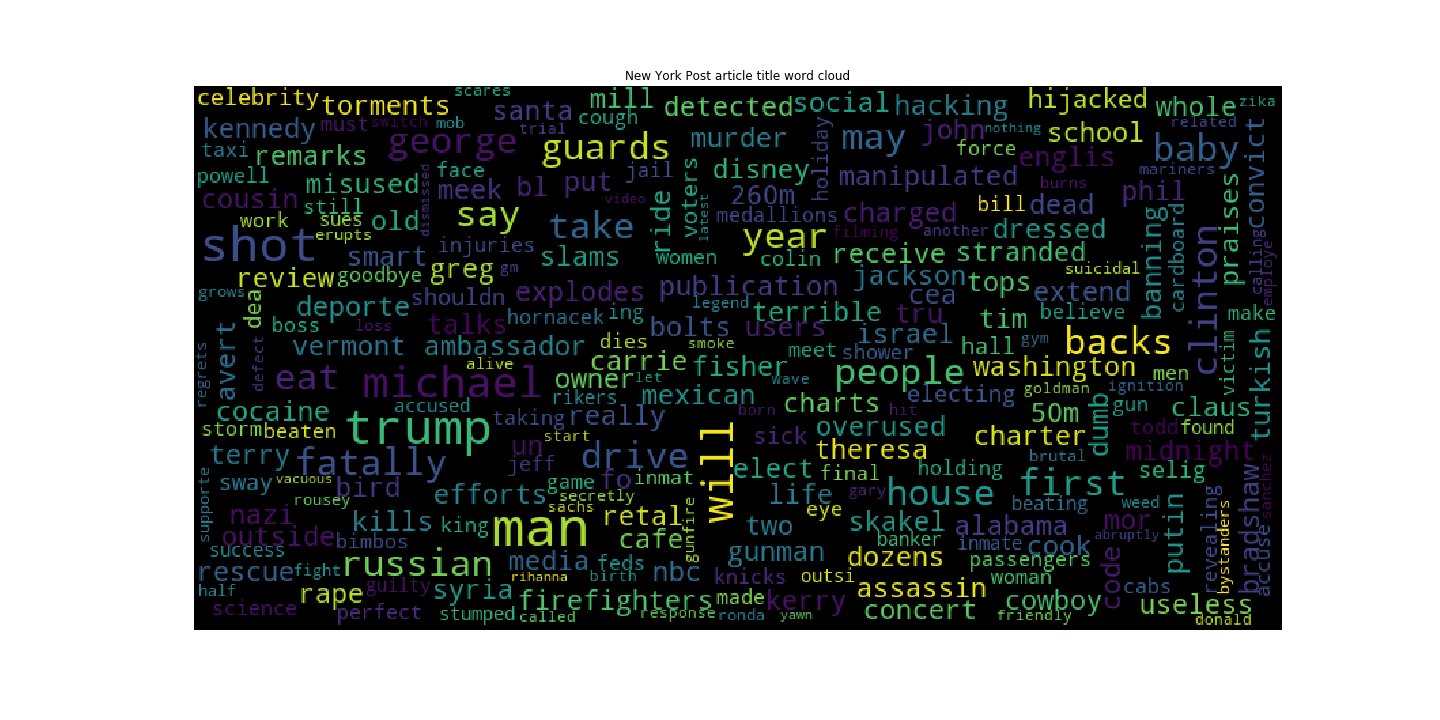 New York Post article title word cloud
celebrity torments scares santa mill detected social hacking hijacked whole zika
kennedy must switch mob trial cough murder holiday may john nothing school related
taxi remarks george guards force englis baby convict
powell misused face meek bl put jail voters disney manipulated burns phil mariners
cousin still dismissed video 260m bill dead
work sues old say take ride latest medallions charged another dressed banning cardboard praises
shot erupts injuries year filming
smart slams women colin receive stranded calling employe
review goodbye greg gm jackson tops suicidal clinton
grows dea shouldn explodes publication cea extend
deporte legend terrible tru tim believe make
boss loss talks hornacek ing bolts users israel
avert vermont ambassador dies smoke meet shower hall gym backs turkish
regrets defect alive carrie fisher people washington victim men
eat michael owner let wave goldman ignition
cocaine accused rikers mexican charts electing 50m gun claus
storm beaten trump taking really born hit overused dumb todd found
start sick charter
terry fatally un drive will theresa brutal midnight
jeff elect final holding selig
supporte sway vacuous bird game fo inmat life gary house first sanchez
rousey efforts secretly eye beating weed
nazi kills king man sachs retal gunfire two skakel alabama mor putin revealing bradshaw
outside bimbos cafe banker abruptly bystanders
success russian media feds gunman dozens inmate cook accuse
rescue fight rihanna birth nbc knicks outsi passengers code
half rape guilty syria woman cabs
science perfect firefighters made kerry assassin concert cowboy useless
stumped called response ronda yawn friendly donald